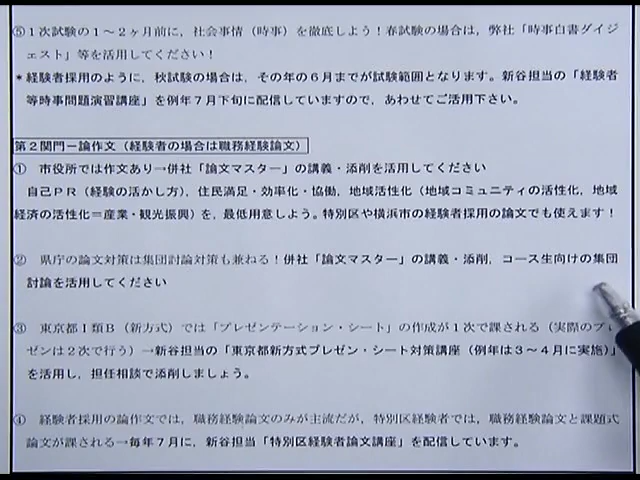 ⑤１次試験の１〜２ヶ月前に，社会事情（時事）を徹底しよう！春試験の場合は，弊社「時事白書ダイジ
ェスト」等を活用してください！
＊経験者採用のように，秋試験の場合は，その年の６月までが試験範囲となります。新谷担当の「経験者
等時事問題演習講座」を例年７月下旬に配信していますので，あわせてご活用下さい。
第２関門－論作文（経験者の場合は職務経験論文）
①　市役所では作文あり→併社「論文マスター」の講義・添削を活用してください
自己ＰＲ（経験の活かし方），住民満足・効率化・協働，地域活性化（地域コミュニティの活性化，地域
経済の活性化＝産業・観光振興）を，最低用意しよう。特別区や横浜市の経験者採用の論文でも使えます！
②　県庁の論文対策は集団討論対策も兼ねる！併社「論文マスター」の講義・添削，コース生向けの集団
討論を活用してください
③　東京都Ⅰ類Ｂ（新方式）では「プレゼンテーション・シート」の作成が１次で課される（実際のプレ
ゼンは２次で行う）→新谷担当の「東京都新方式プレゼン・シート対策講座（例年は３〜４月に実施）」
を活用し，担任相談で添削しましょう。
④　経験者採用の論作文では，職務経験論文のみが主流だが，特別区経験者では，職務経験論文と課題式
論文が課される→毎年７月に，新谷担当「特別区経験者論文講座」を配信しています。